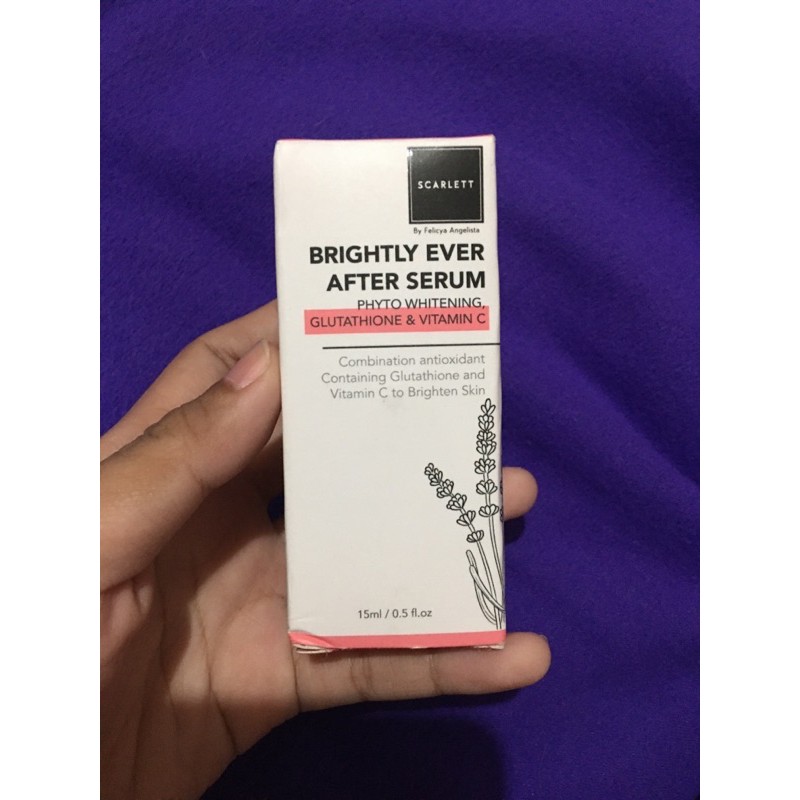 SCARLETT
By Felicya Angelista
BRIGHTLY EVER
AFTER SERUM
PHYTO WHITENING,
GLUTATHIONE & VITAMIN C
Combination antioxidant
Containing Glutathione and
Vitamin C to Brighten Skin
15ml / 0.5 fl.oz